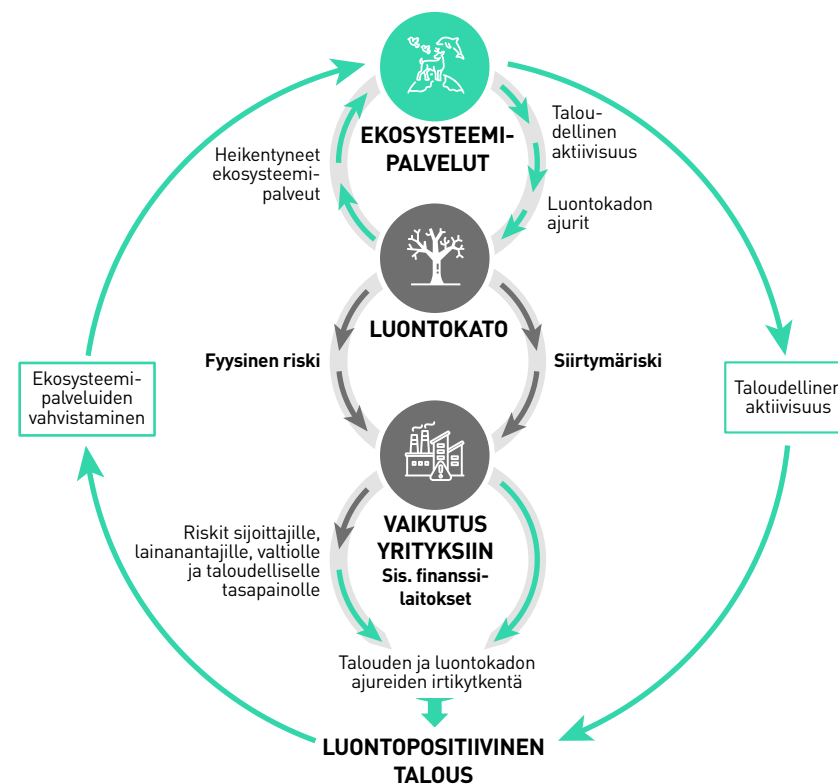 EKOSYSTEEMI-
PALVELUT
Talou-
dellinen
aktiivisuus
Heikentyneet
ekosysteemi-
palveut
Luontokadon
ajurit
LUONTOKATO
Fyysinen riski
Siirtymäriski
Ekosysteemi-
palveluiden
vahvistaminen
Taloudellinen
aktiivisuus
VAIKUTUS
YRITYKSIIN
Sis. finanssi-
laitokset
Riskit sijoittajille,
lainanantajille, valtiolle
ja taloudelliselle
tasapainolle
Talouden ja luontokadon
ajureiden irtikytkentä
LUONTOPOSITIIVINEN
TALOUS